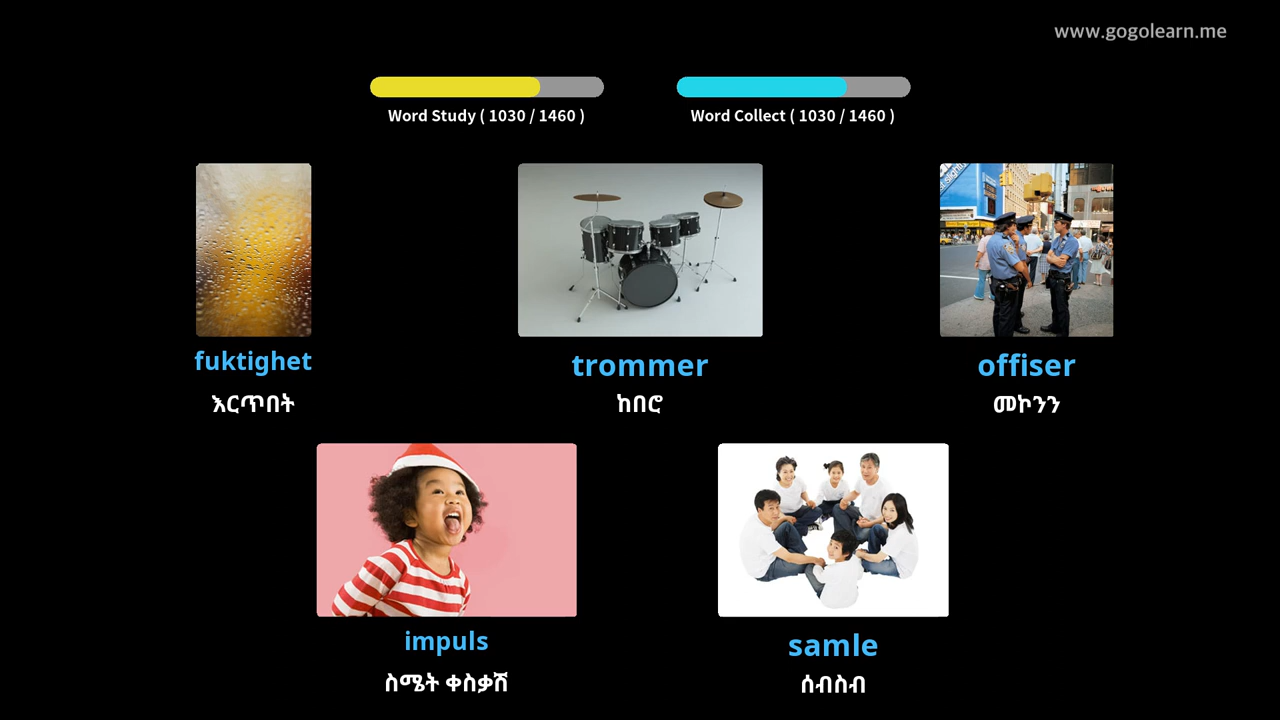 www.gogolearn.me
Word Study ( 1030 / 1460 )
Word Collect ( 1030 / 1460 )
fuktighet
trommer
offiser
እርጥበት
ከበሮ
መኮንን
impuls
samle
ስሜት ቀስቃሽ
ሰብስብ